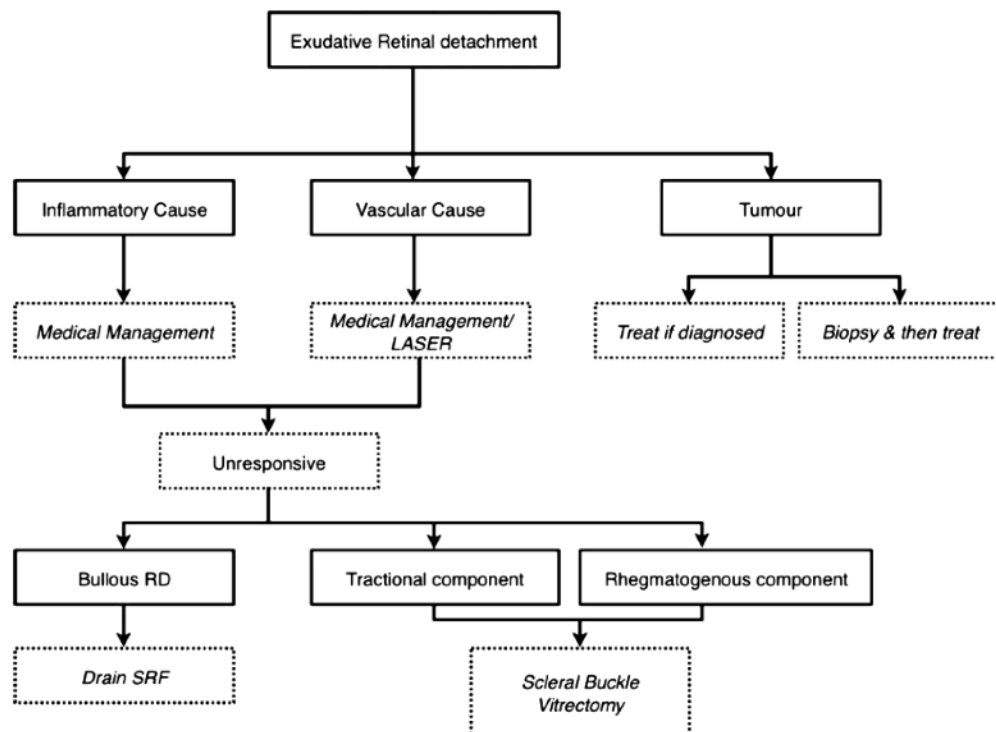 Exudative Retinal detachment
Inflammatory Cause
Vascular Cause
Tumour
Medical Management
Medical Management/
LASER
Treat if diagnosed
Biopsy & then treat
Unresponsive
Bullous RD
Tractional component
Rhegmatogenous component
Drain SRF
Scleral Buckle
Vitrectomy